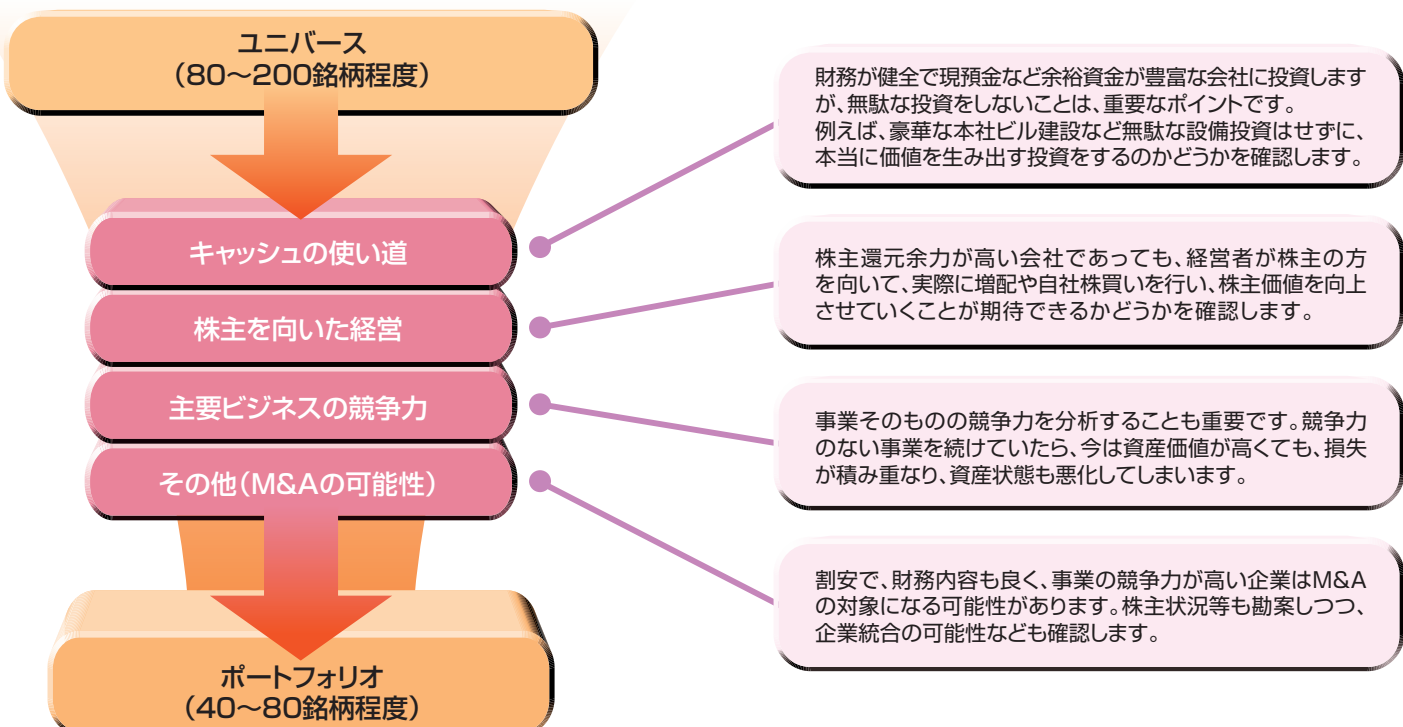 ユニバース
（80～200銘柄程度）
キャッシュの使い道
株主を向いた経営
主要ビジネスの競争力
その他（M&Aの可能性）
ポートフォリオ
（40～80銘柄程度）
財務が健全で現預金など余裕資金が豊富な会社に投資します
が、無駄な投資をしないことは、重要なポイントです。
例えば、豪華な本社ビル建設など無駄な設備投資はせずに、
本当に価値を生み出す投資をするのかどうかを確認します。
株主還元余力が高い会社であっても、経営者が株主の方
を向いて、実際に増配や自社株買いを行い、株主価値を向上
させていくことが期待できるかどうかを確認します。
事業そのものの競争力を分析することも重要です。競争力
のない事業を続けていたら、今は資産価値が高くても、損失
が積み重なり、資産状態も悪化してしまいます。
割安で、財務内容も良く、事業の競争力が高い企業はM&A
の対象になる可能性があります。株主状況等も勘案しつつ、
企業統合の可能性なども確認します。